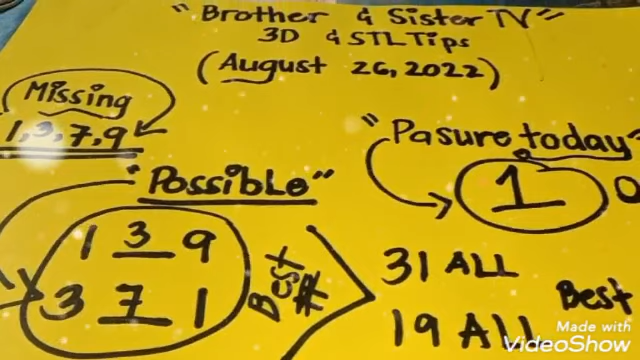 "Brother & Sister TV"
3D & STL Tips
(August 26, 2022)
Missing
1, 3, 7, 9
"Pasure today"
1
"Possible"
1 3 9
3 7 1
Best #
31 ALL
19 ALL
Best
Made with
VideoShow